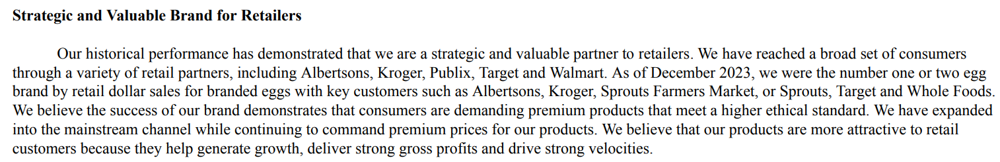 Strategic and Valuable Brand for Retailers
Our historical performance has demonstrated that we are a strategic and valuable partner to retailers. We have reached a broad set of consumers
through a variety of retail partners, including Albertsons, Kroger, Publix, Target and Walmart. As of December 2023, we were the number one or two egg
brand by retail dollar sales for branded eggs with key customers such as Albertsons, Kroger, Sprouts Farmers Market, or Sprouts, Target and Whole Foods.
We believe the success of our brand demonstrates that consumers are demanding premium products that meet a higher ethical standard. We have expanded
into the mainstream channel while continuing to command premium prices for our products. We believe that our products are more attractive to retail
customers because they help generate growth, deliver strong gross profits and drive strong velocities.